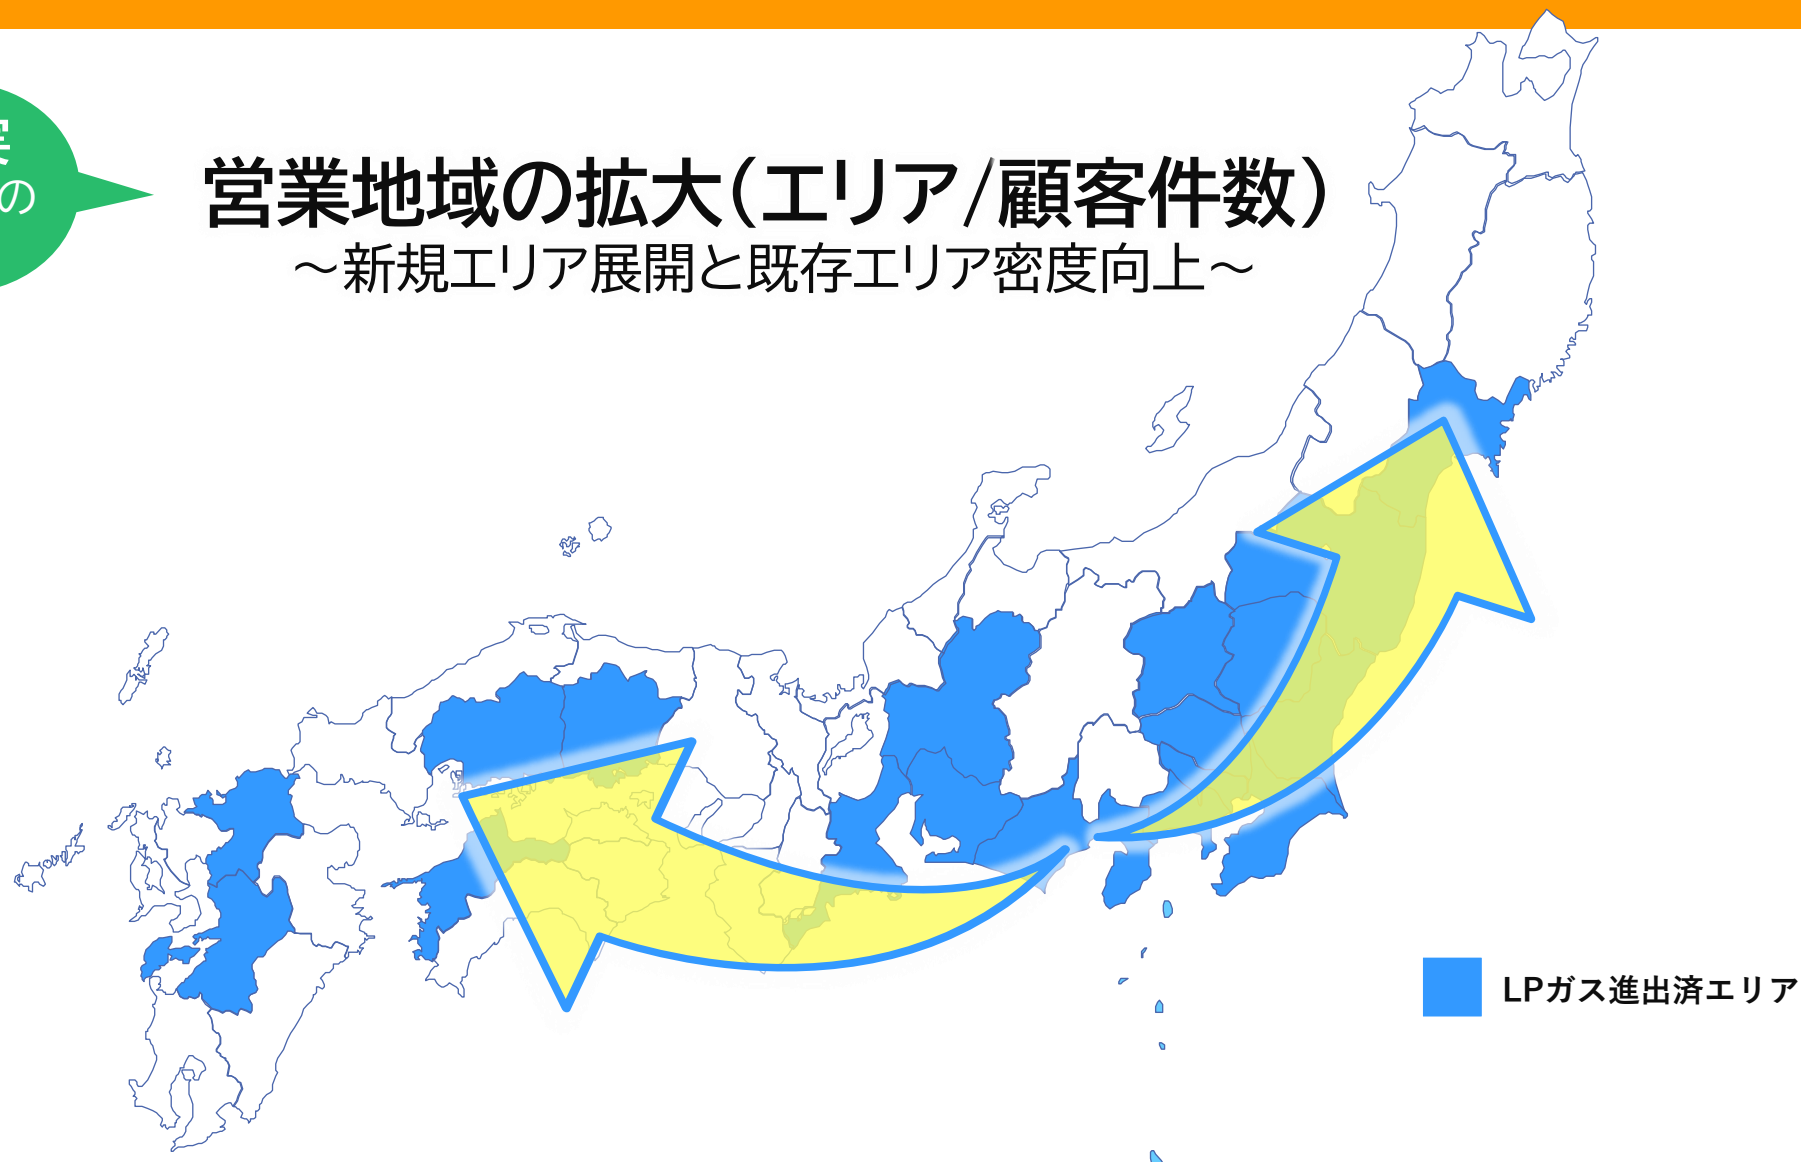 の
営業地域の拡大（エリア/顧客件数）
～新規エリア展開と既存エリア密度向上～
LPガス進出済エリア